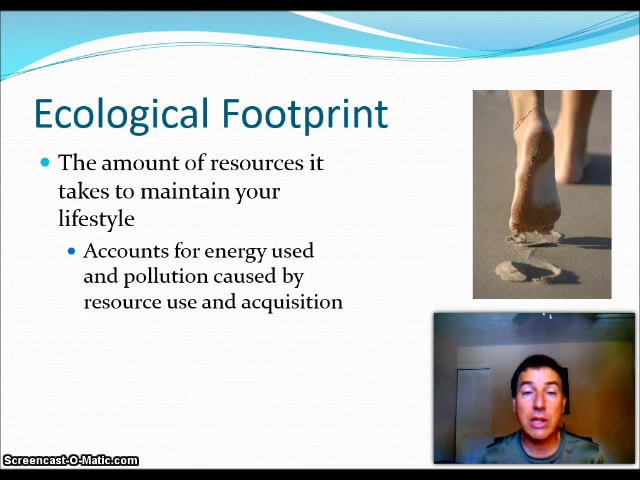 Ecological Footprint
The amount of resources it
takes to maintain your
lifestyle
Accounts for energy used
and pollution caused by
resource use and acquisition
Screencast-O-Matic.com